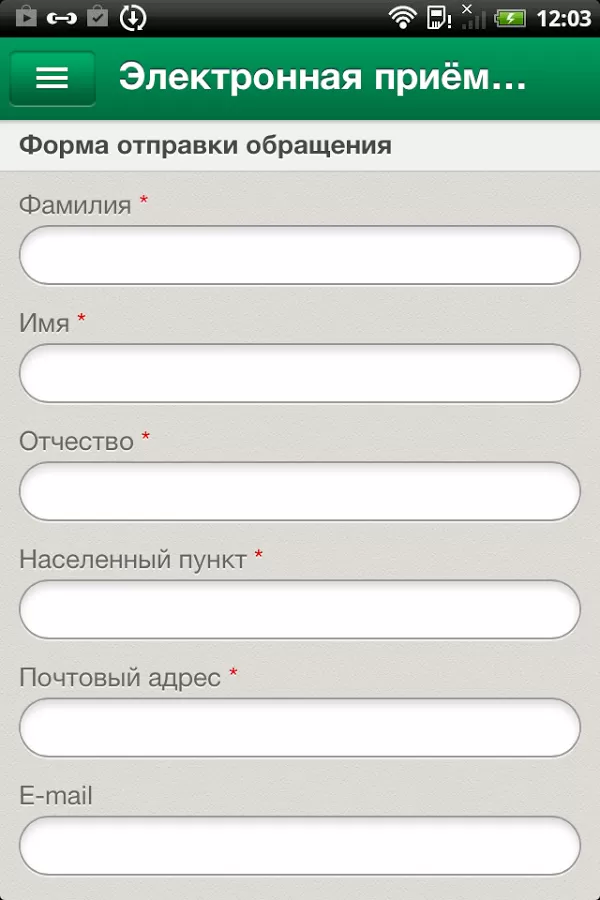 12:03
Электронная приём...
Форма отправки обращения
Фамилия *
Имя *
Отчество *
Населенный пункт *
Почтовый адрес *
E-mail